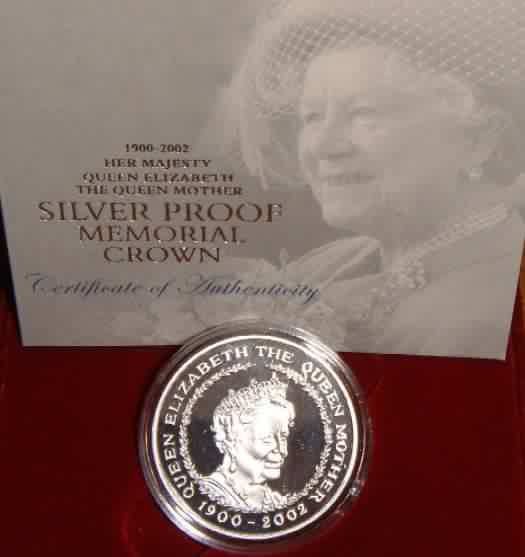 1900-2002
HER MAJESTY
QUEEN ELIZABETH
THE QUEEN MOTHER
SILVER PROOF
MEMORIAL
CROWN
Certificate of Authenticity
QUEEN ELIZABETH THE QUEEN MOTHER
1900-2002